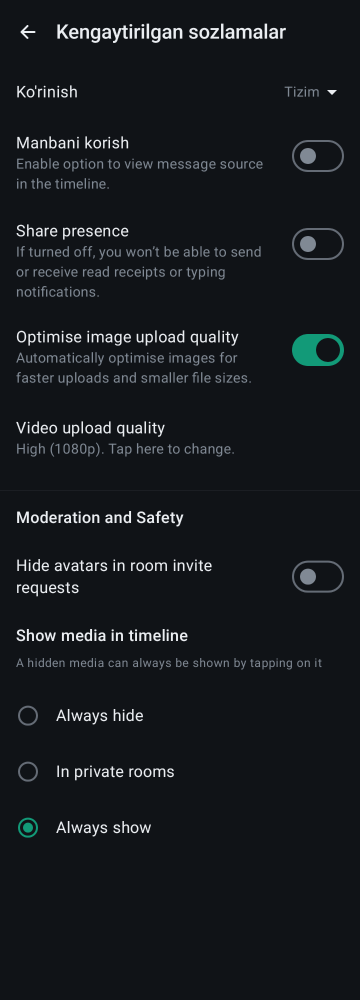 Kengaytirilgan sozlamalar
Ko'rinish
Tizim
Manbani korish
Enable option to view message source
in the timeline.
Share presence
If turned off, you won't be able to send
or receive read receipts or typing
notifications.
Optimise image upload quality
Automatically optimise images for
faster uploads and smaller file sizes.
Video upload quality
High (1080p). Tap here to change.
Moderation and Safety
Hide avatars in room invite
requests
Show media in timeline
A hidden media can always be shown by tapping on it
Always hide
In private rooms
Always show